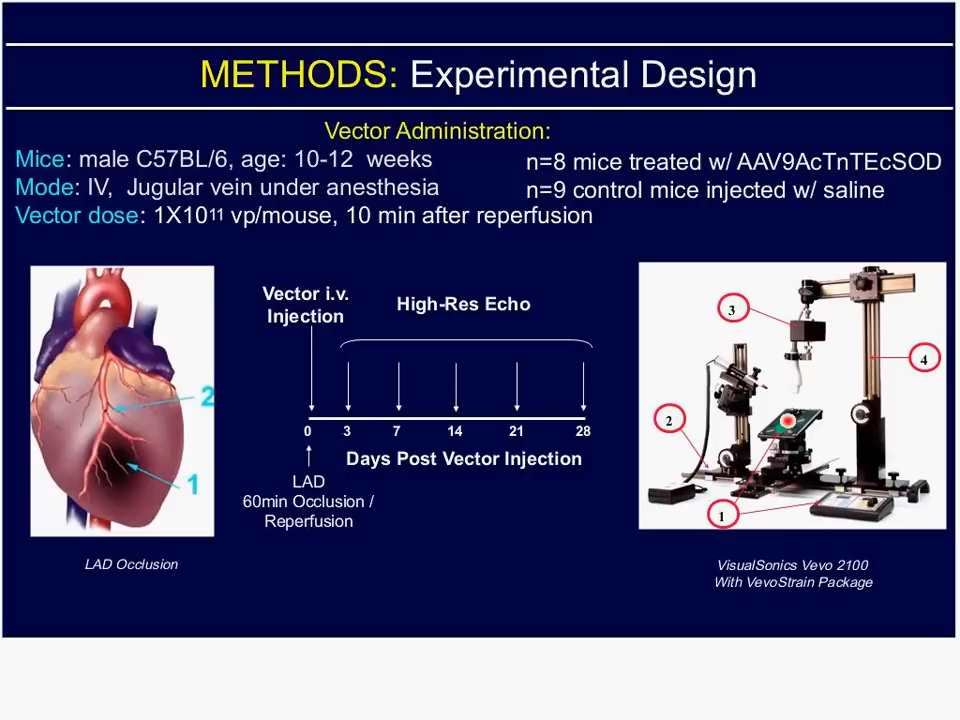 METHODS: Experimental Design
Vector Administration:
Mice: male C57BL/6, age: 10-12 weeks
Mode: IV, Jugular vein under anesthesia
Vector dose: 1X10¹¹ vp/mouse, 10 min after reperfusion
n=8 mice treated w/ AAV9AcTnTEcSOD
n=9 control mice injected w/ saline
2
1
LAD Occlusion
Vector i.v.
Injection
High-Res Echo
0 3 7 14 21 28
Days Post Vector Injection
LAD
60min Occlusion /
Reperfusion
3
4
2
1
VisualSonics Vevo 2100
With VevoStrain Package